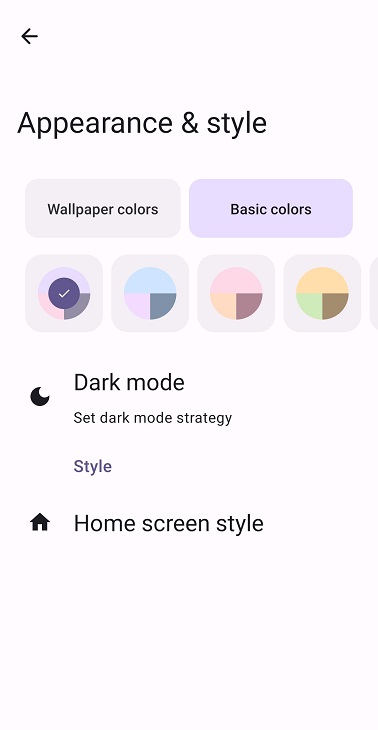 Appearance & style
Wallpaper colors
Basic colors
Dark mode
Set dark mode strategy
Style
Home screen style